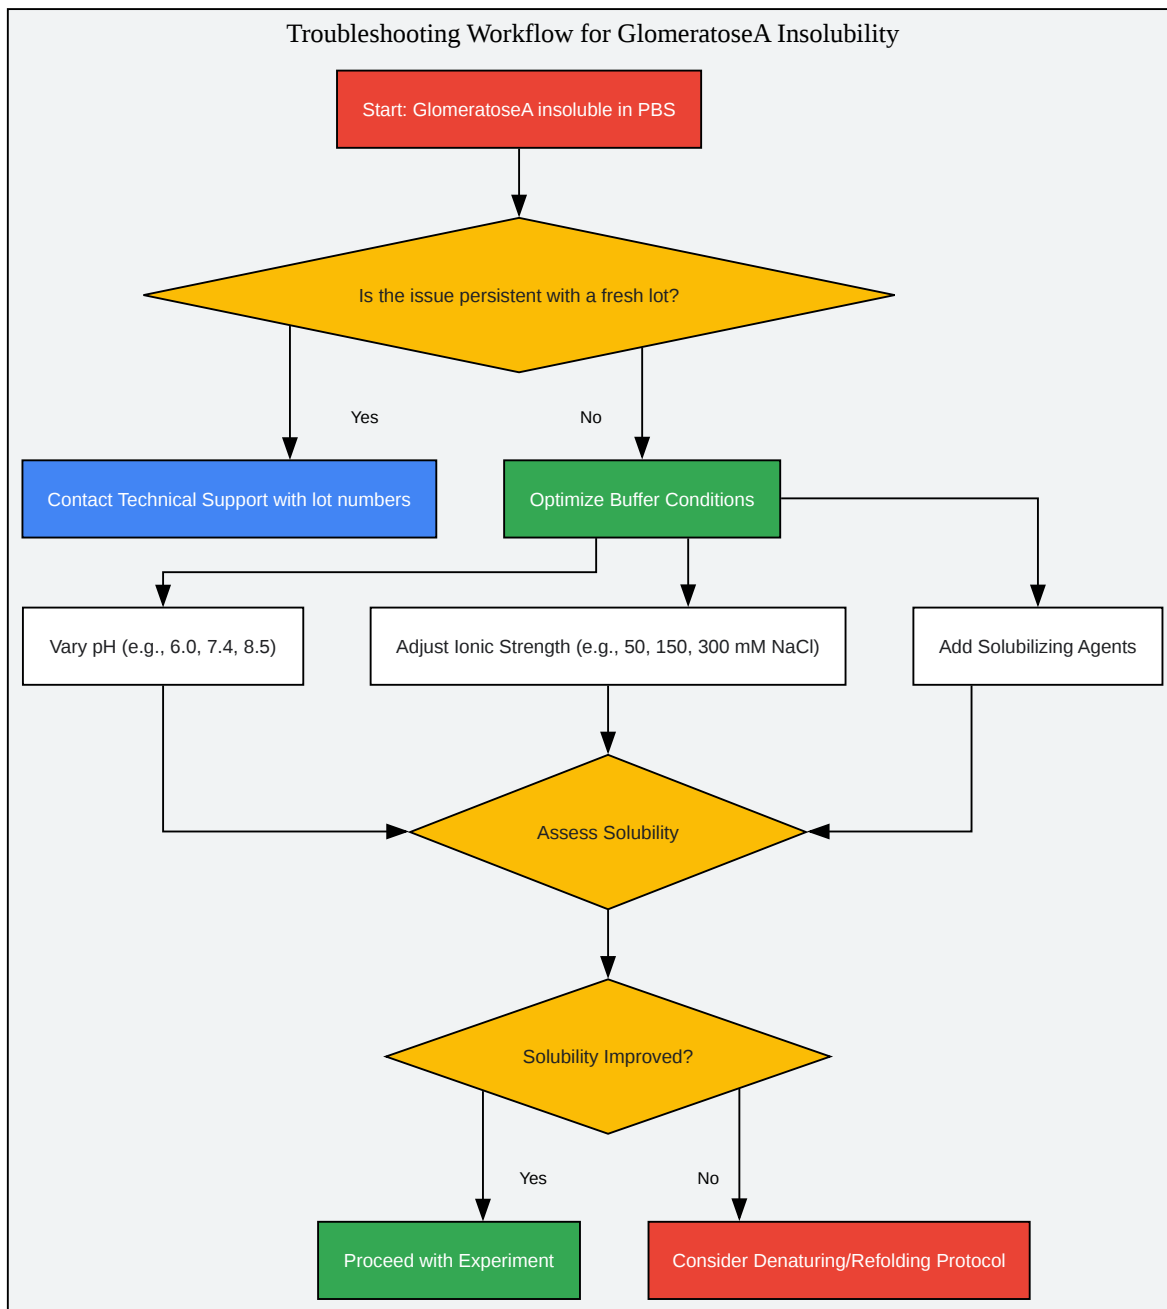 Troubleshooting Workflow for GlomeratoseA Insolubility
Start: GlomeratoseA insoluble in PBS
Is the issue persistent with a fresh lot?
Yes
No
Contact Technical Support with lot numbers
Optimize Buffer Conditions
Vary pH (e.g., 6.0, 7.4, 8.5)
Adjust Ionic Strength (e.g., 50, 150, 300 mM NaCl)
Add Solubilizing Agents
Assess Solubility
Solubility Improved?
Yes
No
Proceed with Experiment
Consider Denaturing/Refolding Protocol